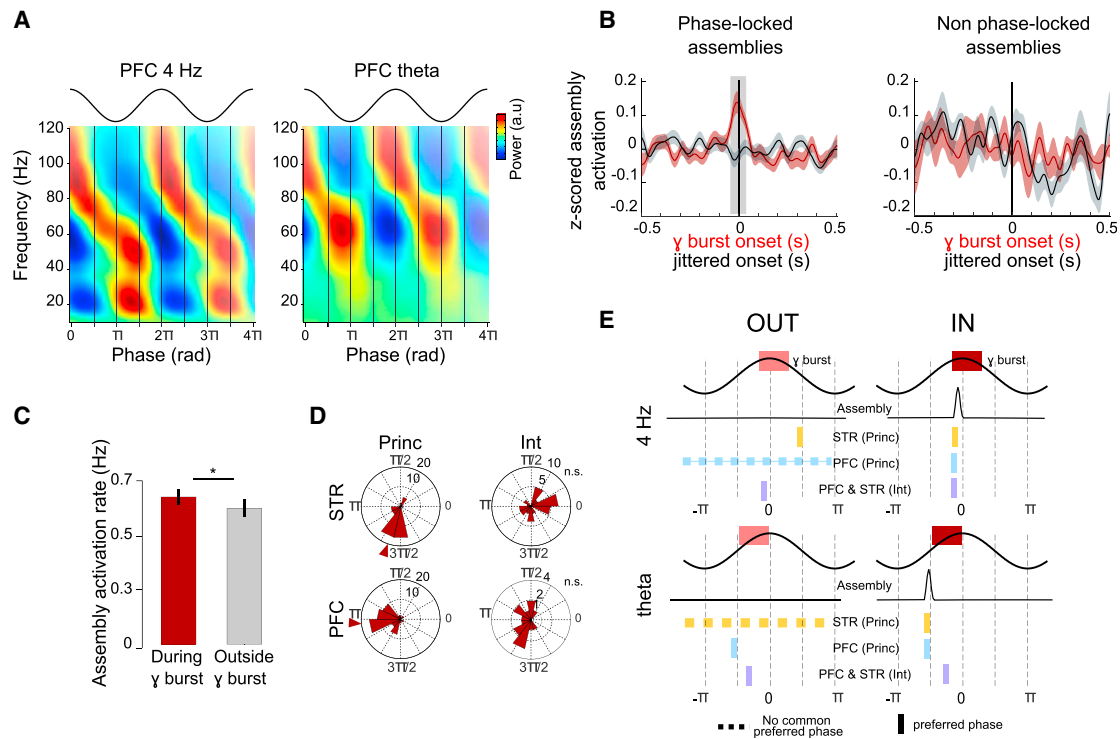 A
PFC 4 Hz
PFC theta
Power (a.u)
Frequency (Hz)
120
100
80
60
40
20
120
100
80
60
40
20
0 π 2π 3π 4π
0 π 2π 3π 4π
Phase (rad)
Phase (rad)
B
Phase-locked
assemblies
Non phase-locked
assemblies
z-scored assembly
activation
0.2
0.1
0
-0.1
-0.2
0.2
0.1
0
-0.1
-0.2
-0.5 0 0.5
-0.5 0 0.5
γ burst onset (s)
jittered onset (s)
γ burst onset (s)
jittered onset (s)
C
Assembly activation rate (Hz)
0.7
0.5
0.3
0
*
During
γ burst
Outside
γ burst
D
Princ
Int
STR
π/2 20
10
π
0
3π/2
π/2 10
5
n.s.
π
0
3π/2
PFC
π/2 20
10
π
0
3π/2
π/2 4
2
n.s.
π
0
3π/2
E
OUT
IN
4 Hz
γ burst
γ burst
Assembly
STR (Princ)
PFC (Princ)
PFC & STR (Int)
-π 0 π
-π 0 π
theta
Assembly
STR (Princ)
PFC (Princ)
PFC & STR (Int)
-π 0 π
-π 0 π
No common
preferred phase
preferred phase